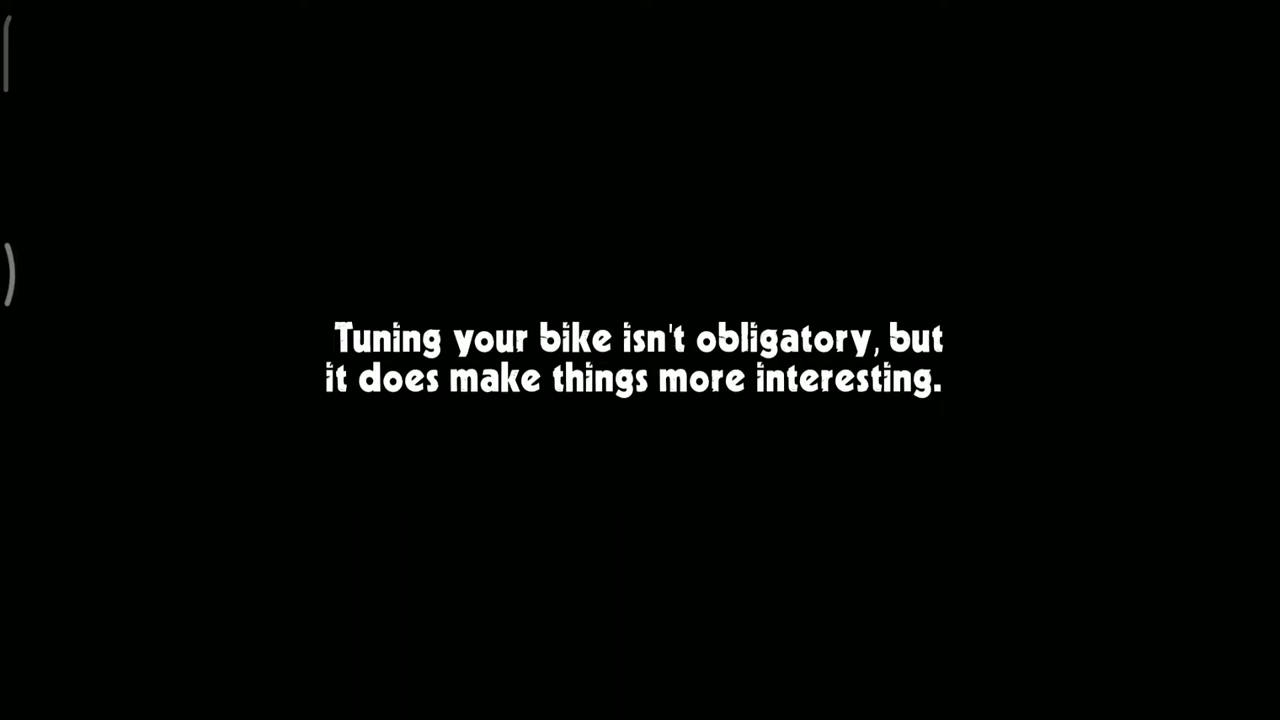 Tuning your bike isn't obligatory, but
it does make things more interesting.